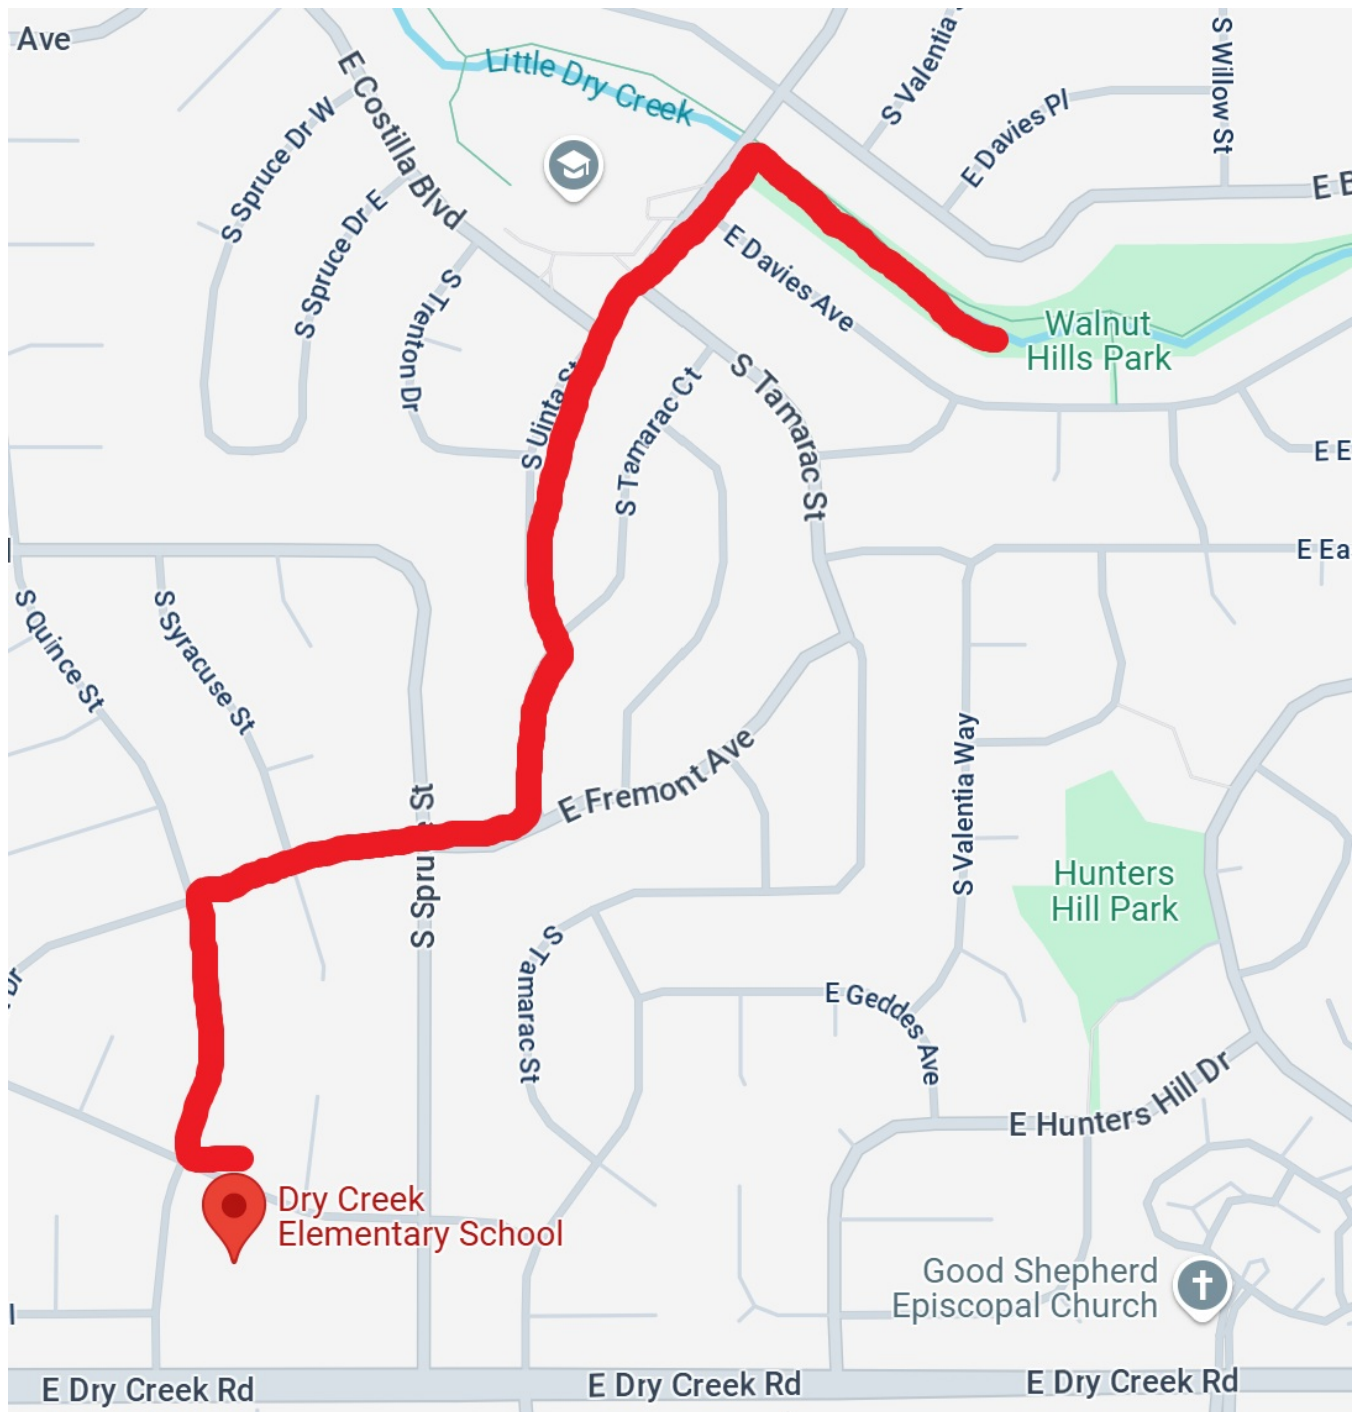 Ave
E Costilla Blvd
Little Dry Creek
S Valentia
S Willow St
E Davies Pl
S Spruce Dr W
S Spruce Dr E
E B
E Davies Ave
S Trenton Dr
Walnut
Hills Park
S Uinta St
S Tamarac Ct
S Tamarac St
E E
E Ea
S Quince St
S Syracuse St
E Fremont Ave
S Valentia Way
S Spruce St
Hunters
Hill Park
S Tamarac St
Dr
E Geddes Ave
E Hunters Hill Dr
Dry Creek
Elementary School
Good Shepherd
Episcopal Church
E Dry Creek Rd
E Dry Creek Rd
E Dry Creek Rd